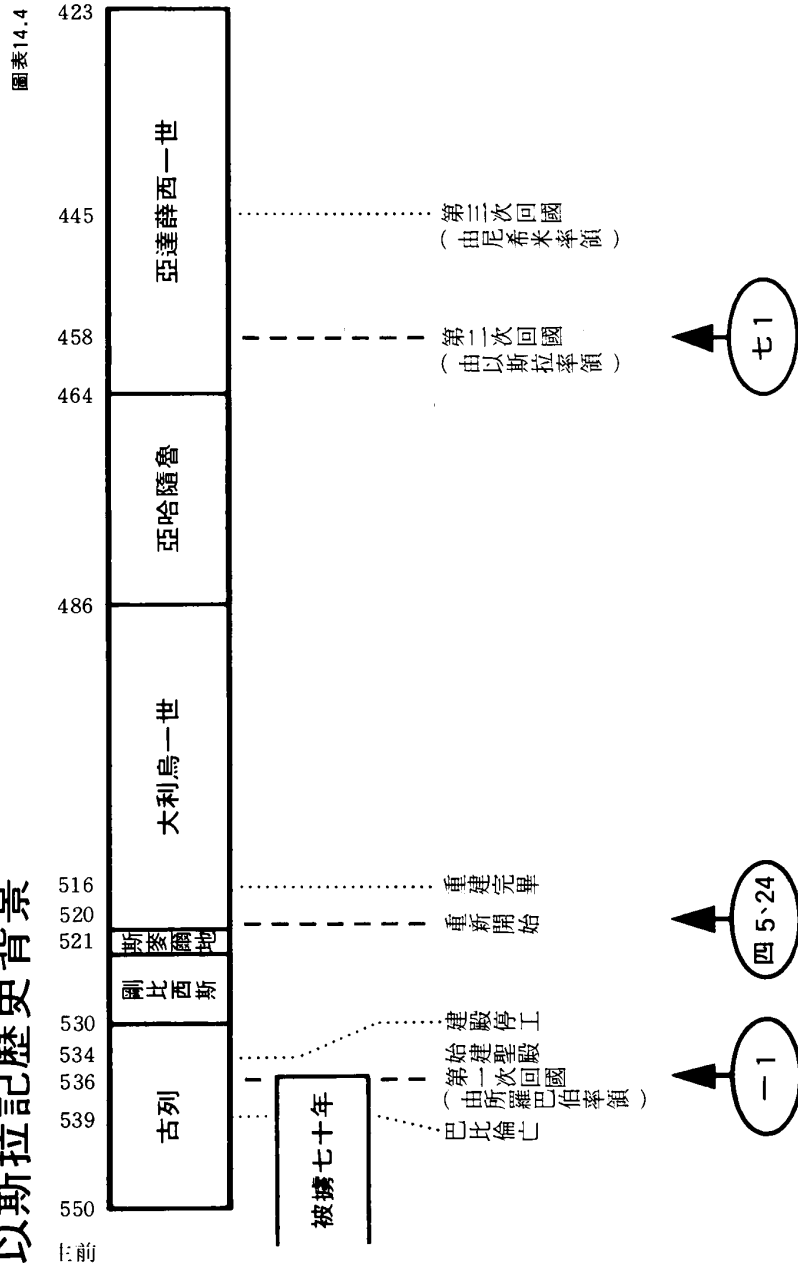 以斯拉記歷史背景
圖表14.4
主前
550
539
536
534
530
521
520
516
486
464
458
445
423
古列
剛比西斯
斯麥爾地
大利烏一世
亞哈隨魯
亞達薛西一世
被擄七十年
巴比倫亡
第一次回國
（由所羅巴伯率領）
始建聖殿
建殿停工
重新開始
重建完畢
第二次回國
（由以斯拉率領）
第三次回國
（由尼希米率領）
一1
四5、24
七1